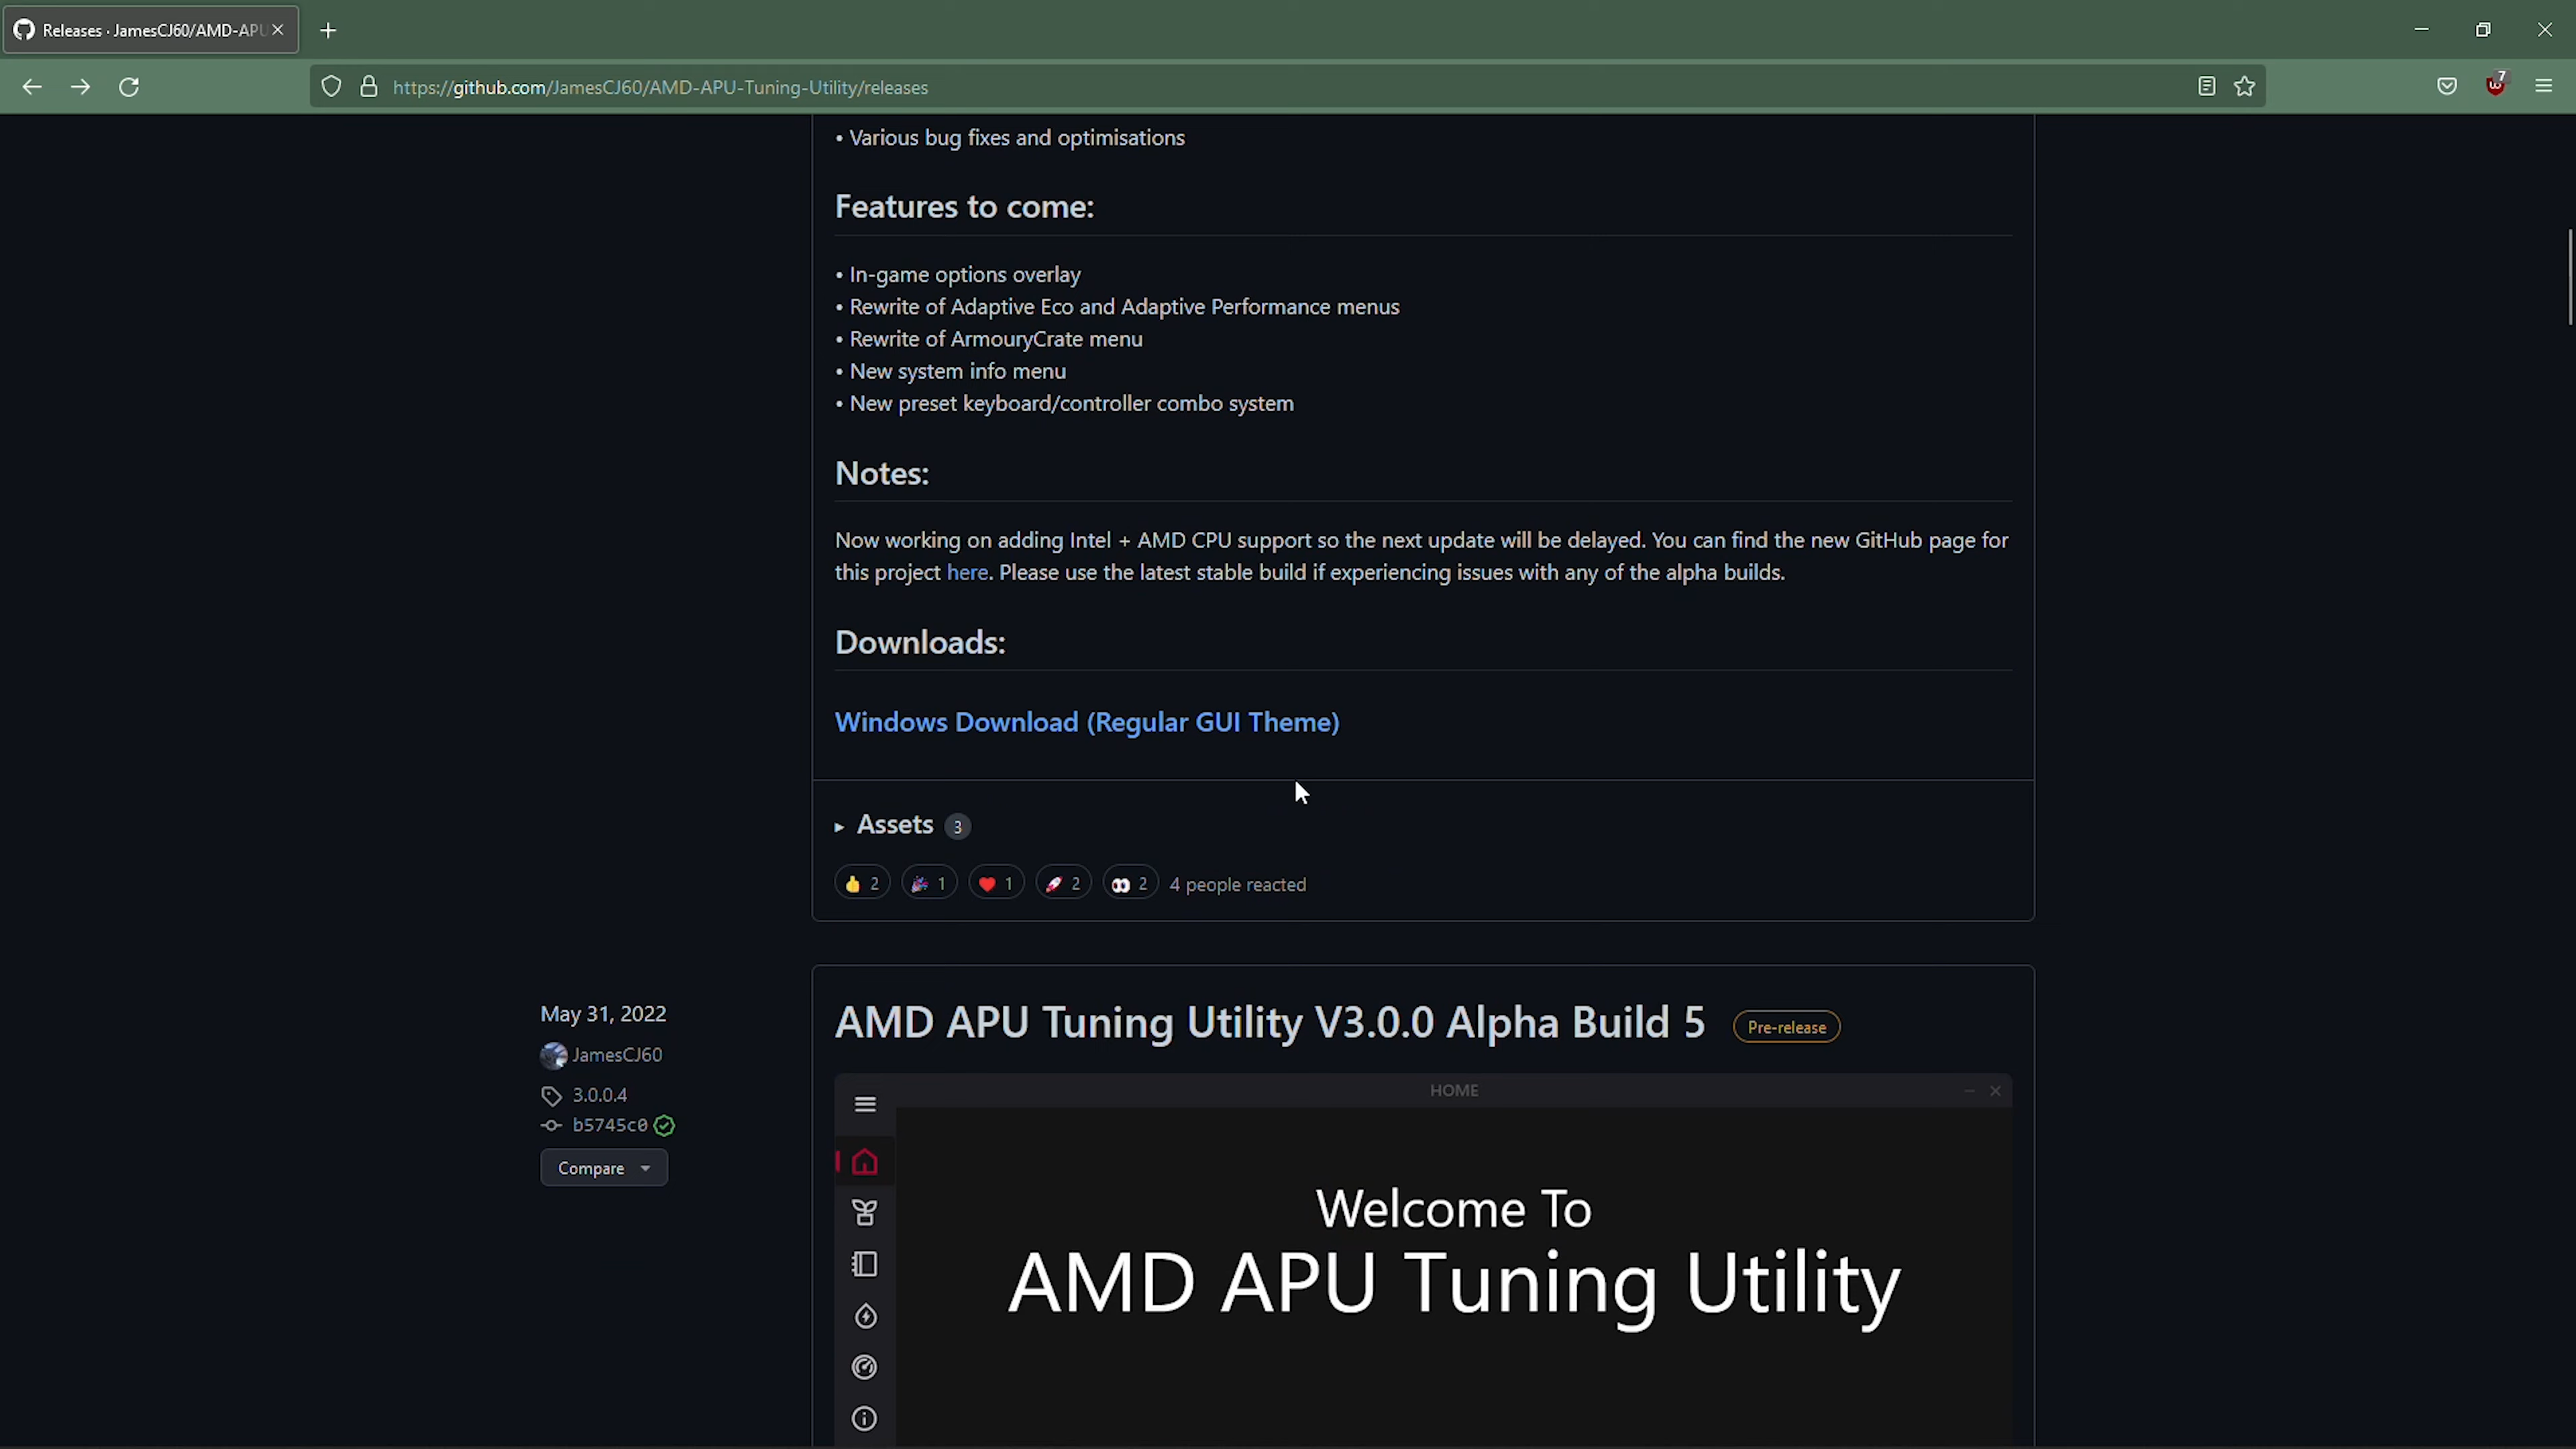 Releases · JamesCJ60/AMD-APU
https://github.com/JamesCJ60/AMD-APU-Tuning-Utility/releases
7
• Various bug fixes and optimisations
Features to come:
• In-game options overlay
• Rewrite of Adaptive Eco and Adaptive Performance menus
• Rewrite of ArmouryCrate menu
• New system info menu
• New preset keyboard/controller combo system
Notes:
Now working on adding Intel + AMD CPU support so the next update will be delayed. You can find the new GitHub page for
this project here. Please use the latest stable build if experiencing issues with any of the alpha builds.
Downloads:
Windows Download (Regular GUI Theme)
Assets 3
2 1 1 2 2 4 people reacted
May 31, 2022
JamesCJ60
3.0.0.4
b5745c0
Compare
AMD APU Tuning Utility V3.0.0 Alpha Build 5 Pre-release
HOME
Welcome To
AMD APU Tuning Utility